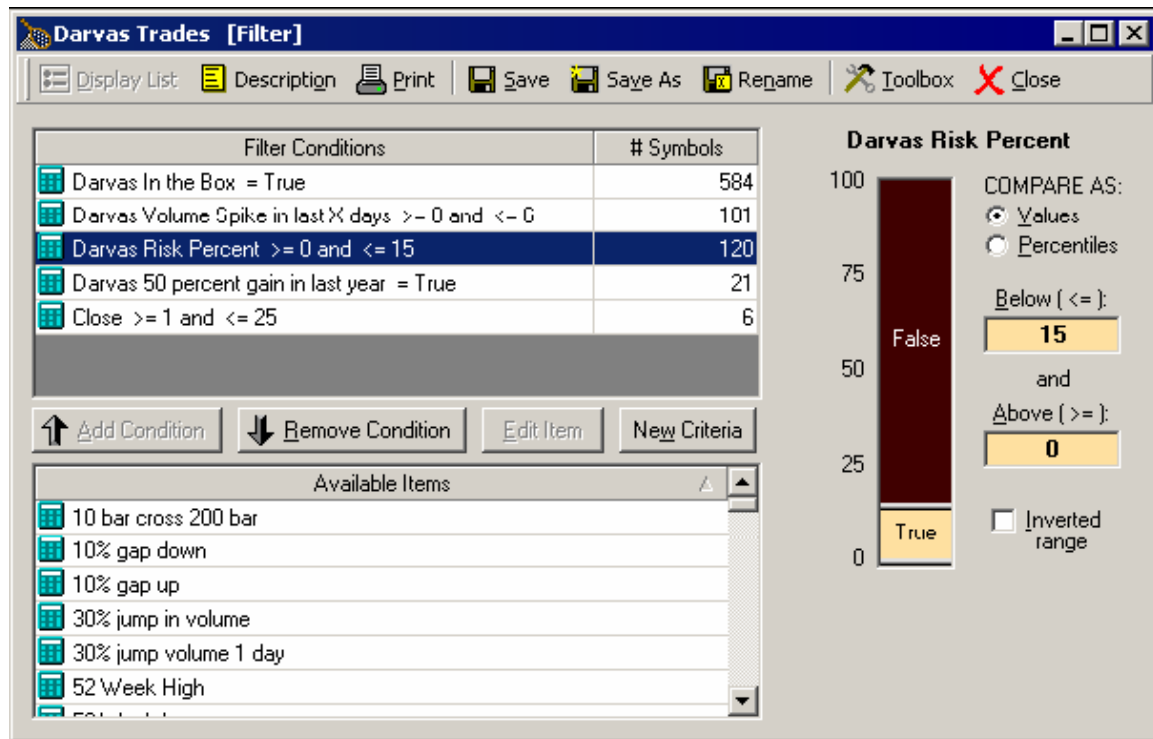 Darvas Trades [Filter]
Display List Description Print Save Save As Rename Toolbox Close
Filter Conditions # Symbols
Darvas In the Box = True 584
Darvas Volume Spike in last X days >= 0 and <= 101
Darvas Risk Percent >= 0 and <= 15 120
Darvas 50 percent gain in last year = True 21
Close >= 1 and <= 25 6
Add Condition Remove Condition Edit Item New Criteria
Available Items
10 bar cross 200 bar
10% gap down
10% gap up
30% jump in volume
30% jump volume 1 day
52 Week High
Darvas Risk Percent
100
75
50
25
0
False
True
COMPARE AS:
Values
Percentiles
Below ( <= ):
15
and
Above ( >= ):
0
Inverted
range